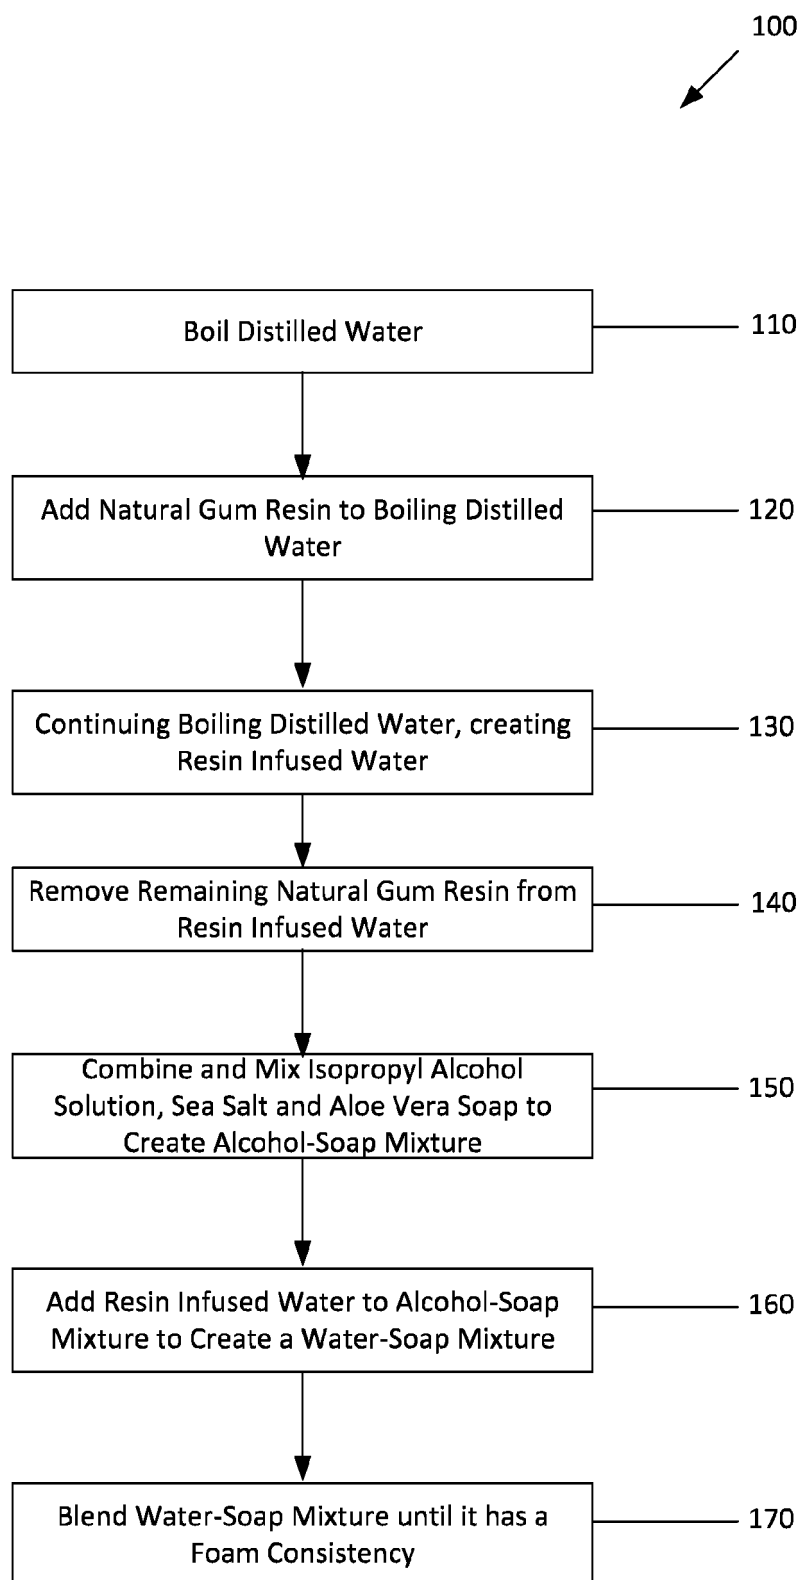 100
Boil Distilled Water
110
Add Natural Gum Resin to Boiling Distilled
Water
120
Continuing Boiling Distilled Water, creating
Resin Infused Water
130
Remove Remaining Natural Gum Resin from
Resin Infused Water
140
Combine and Mix Isopropyl Alcohol
Solution, Sea Salt and Aloe Vera Soap to
Create Alcohol-Soap Mixture
150
Add Resin Infused Water to Alcohol-Soap
Mixture to Create a Water-Soap Mixture
160
Blend Water-Soap Mixture until it has a
Foam Consistency
170